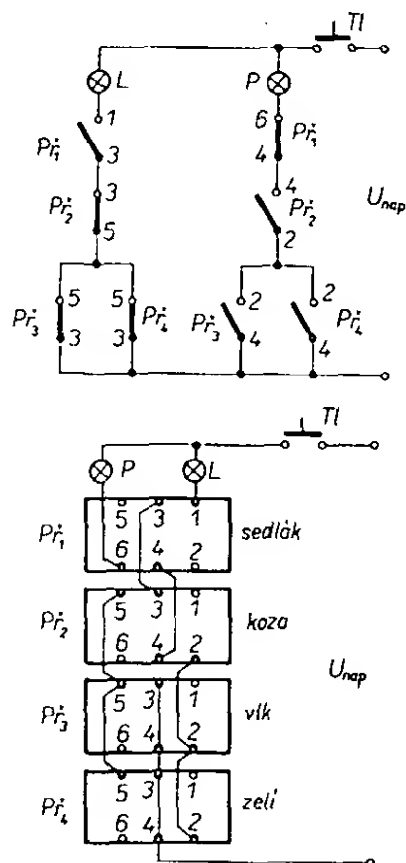 Tl
L P
1 6
Př1 3 4 Př1
3 4
Př2 5 Př2 2 Unap
5 5 2 2
Př3 3 3 Př4 Př3 4 4 Př4
Tl
P L
5 3 1
Př1 sedlák
6 4 2
5 3 1
Př2 koza
6 4 2
Unap
5 3 1
Př3 vlk
6 4 2
5 3 1
Př4 zelí
6 4 2